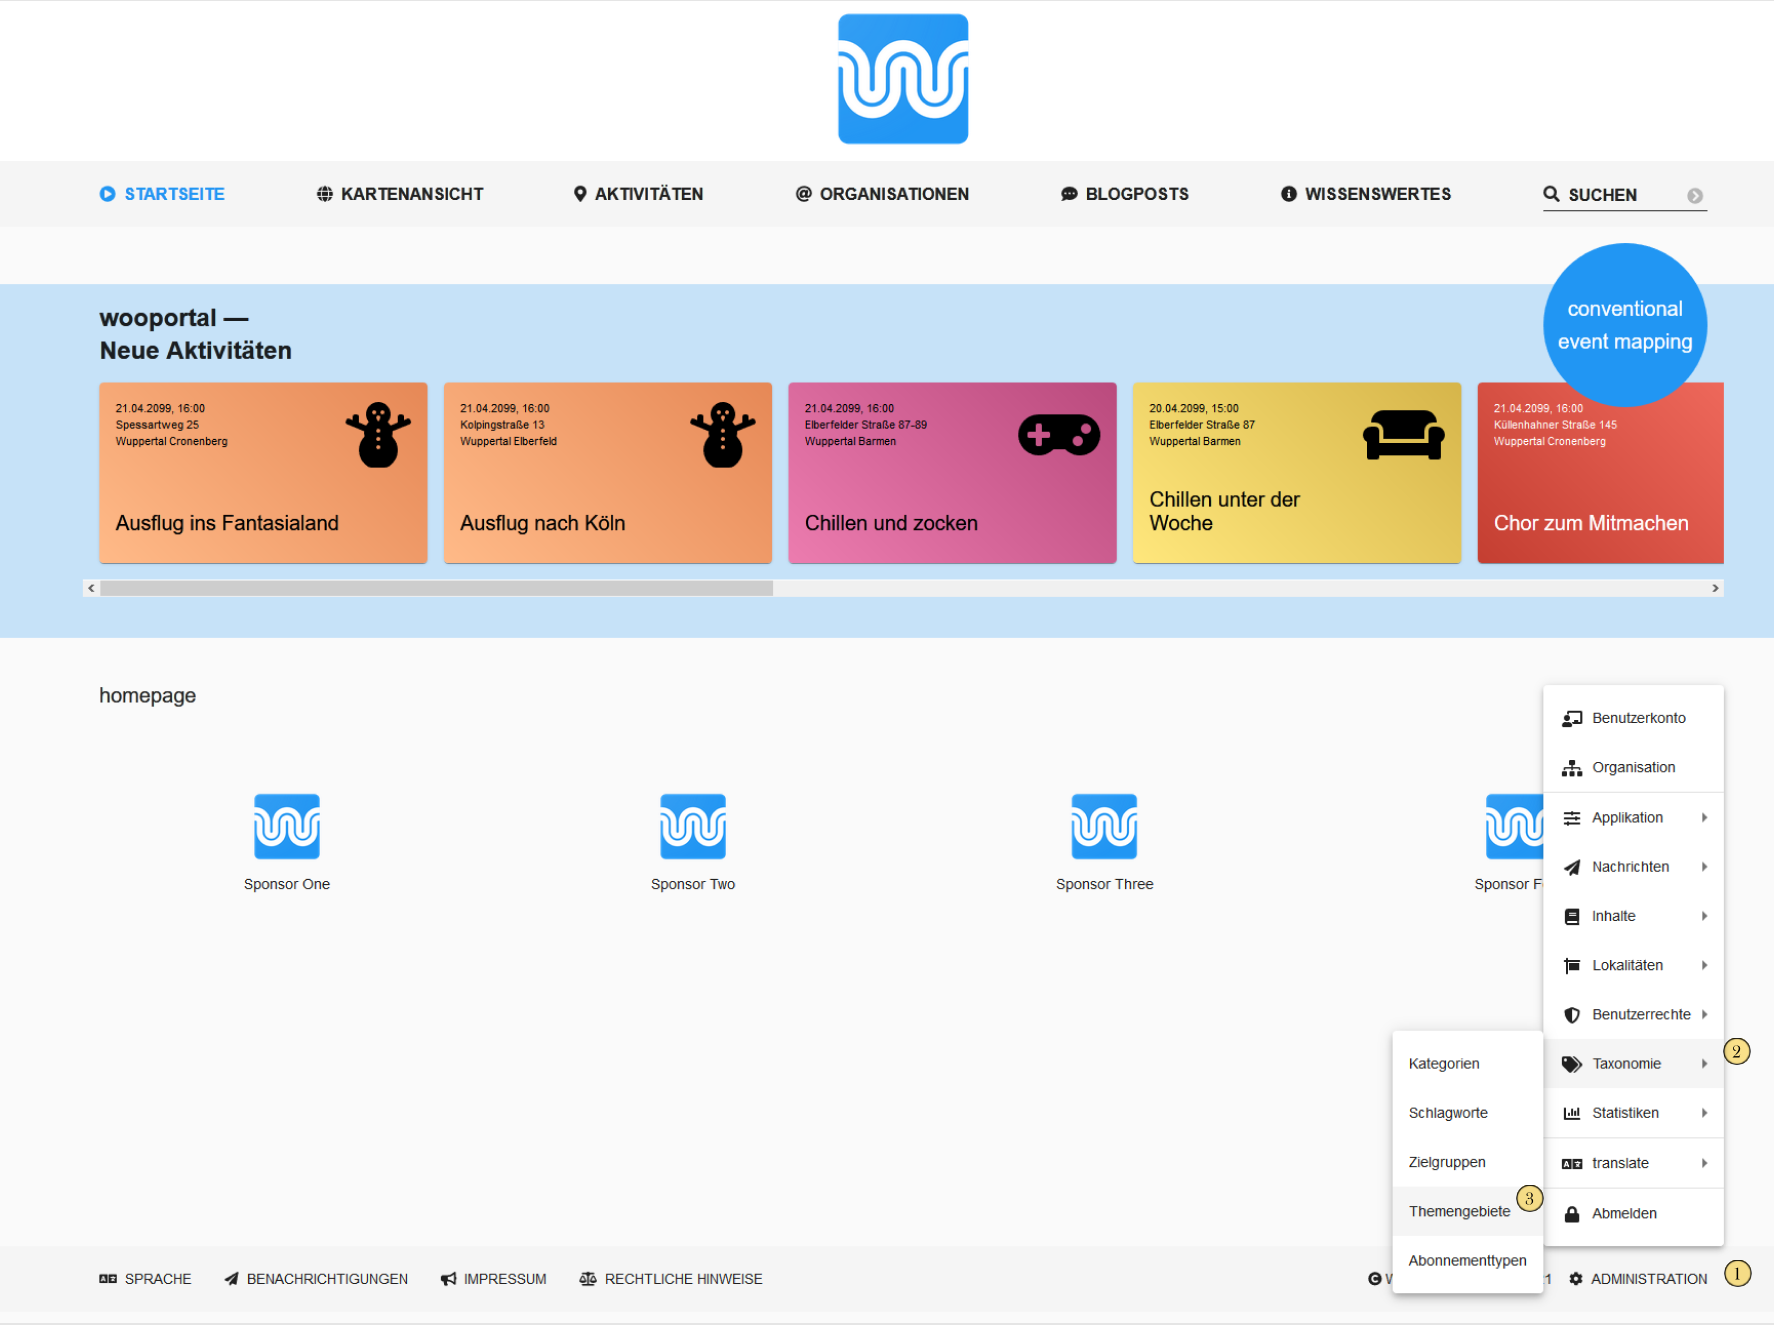 STARTSEITE
KARTENANSICHT
AKTIVITÄTEN
ORGANISATIONEN
BLOGPOSTS
WISSENSWERTES
SUCHEN
conventional
event mapping
wooportal —
Neue Aktivitäten
21.04.2099, 16:00
Spessartweg 25
Wuppertal Cronenberg
Ausflug ins Fantasialand
21.04.2099, 16:00
Kolpingstraße 13
Wuppertal Elberfeld
Ausflug nach Köln
21.04.2099, 16:00
Elberfelder Straße 87-89
Wuppertal Barmen
Chillen und zocken
20.04.2099, 15:00
Elberfelder Straße 87
Wuppertal Barmen
Chillen unter der
Woche
21.04.2099, 16:00
Küllenhahner Straße 145
Wuppertal Cronenberg
Chor zum Mitmachen
homepage
Sponsor One
Sponsor Two
Sponsor Three
Sponsor
Benutzerkonto
Organisation
Applikation
Nachrichten
Inhalte
Lokalitäten
Benutzerrechte
Taxonomie
2
Statistiken
translate
Abmelden
Kategorien
Schlagworte
Zielgruppen
Themengebiete
3
Abonnementtypen
SPRACHE
BENACHRICHTIGUNGEN
IMPRESSUM
RECHTLICHE HINWEISE
ADMINISTRATION
1